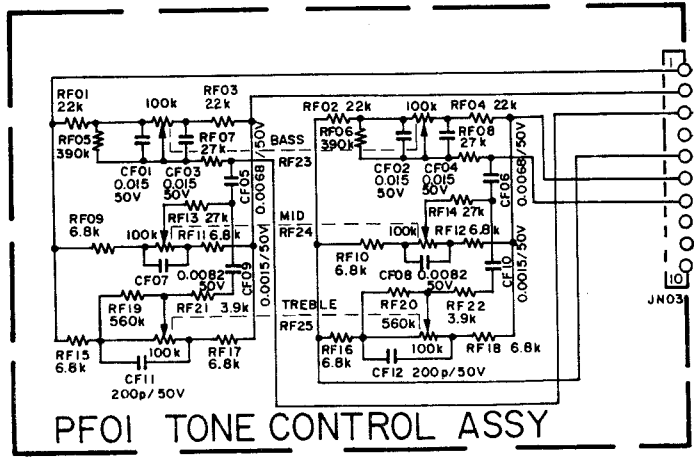 RF01
22k
RF03
22k
100k
RF05
390k
RF07
27k
BASS
RF23
CF01
0.015
50V
CF03
0.015
50V
CF05
0.0068/50V
RF02 22k
100k
RF04 22k
RF06
390k
RF08
27k
CF02
0.015
50V
CF04
0.015
50V
CF06
0.0068/50V
RF13 27k
MID
RF24
RF14 27k
RF09
6.8k
100k
RF11 6.8k
CF07
0.0082
50V
CF09
0.0015/50V
RF10
6.8k
100k
RF12 6.8k
CF08
0.0082
50V
CF10
0.0015/50V
RF19
560k
RF21 3.9k
TREBLE
RF25
RF20
560k
RF22
3.9k
RF15
6.8k
100k
RF17
6.8k
CF11
200p/50V
RF16
6.8k
100k
RF18 6.8k
CF12 200p/50V
1
10
JN03
PF01 TONE CONTROL ASSY